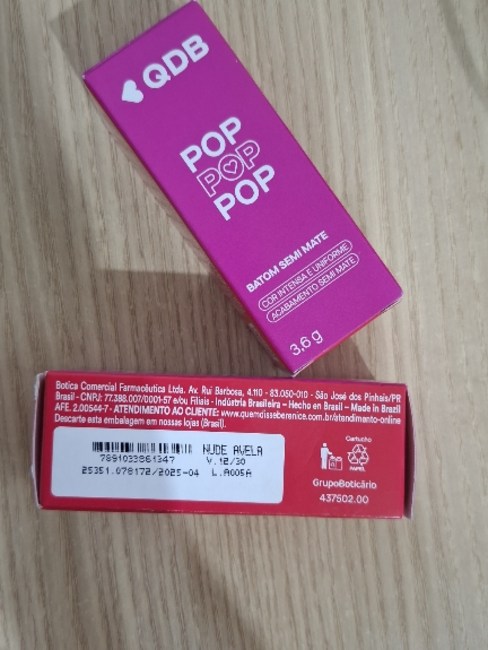 QDB
POP
POP
POP
BATOM SEMI MATE
COR INTENSA E UNIFORME
ACABAMENTO SEMI MATE
3,6 g
Botica Comercial Farmacêutica Ltda. Av. Rui Barbosa, 4.110 - 83.050-010 - São José dos Pinhais/PR
Brasil - CNPJ: 77.388.007/0001-57 e/ou Filiais - Indústria Brasileira - Hecho en Brasil - Made in Brazil
AFE. 2.00544-7 - ATENDIMENTO AO CLIENTE: www.quemdisseberenice.com.br/atendimento-online
Descarte esta embalagem em nossas lojas (Brasil).
7891033861347
NUDE AVELA
V.12/30
25351.078172/2025-04 L.A005A
Cartucho
PAPEL
GrupoBoticário
437502.00